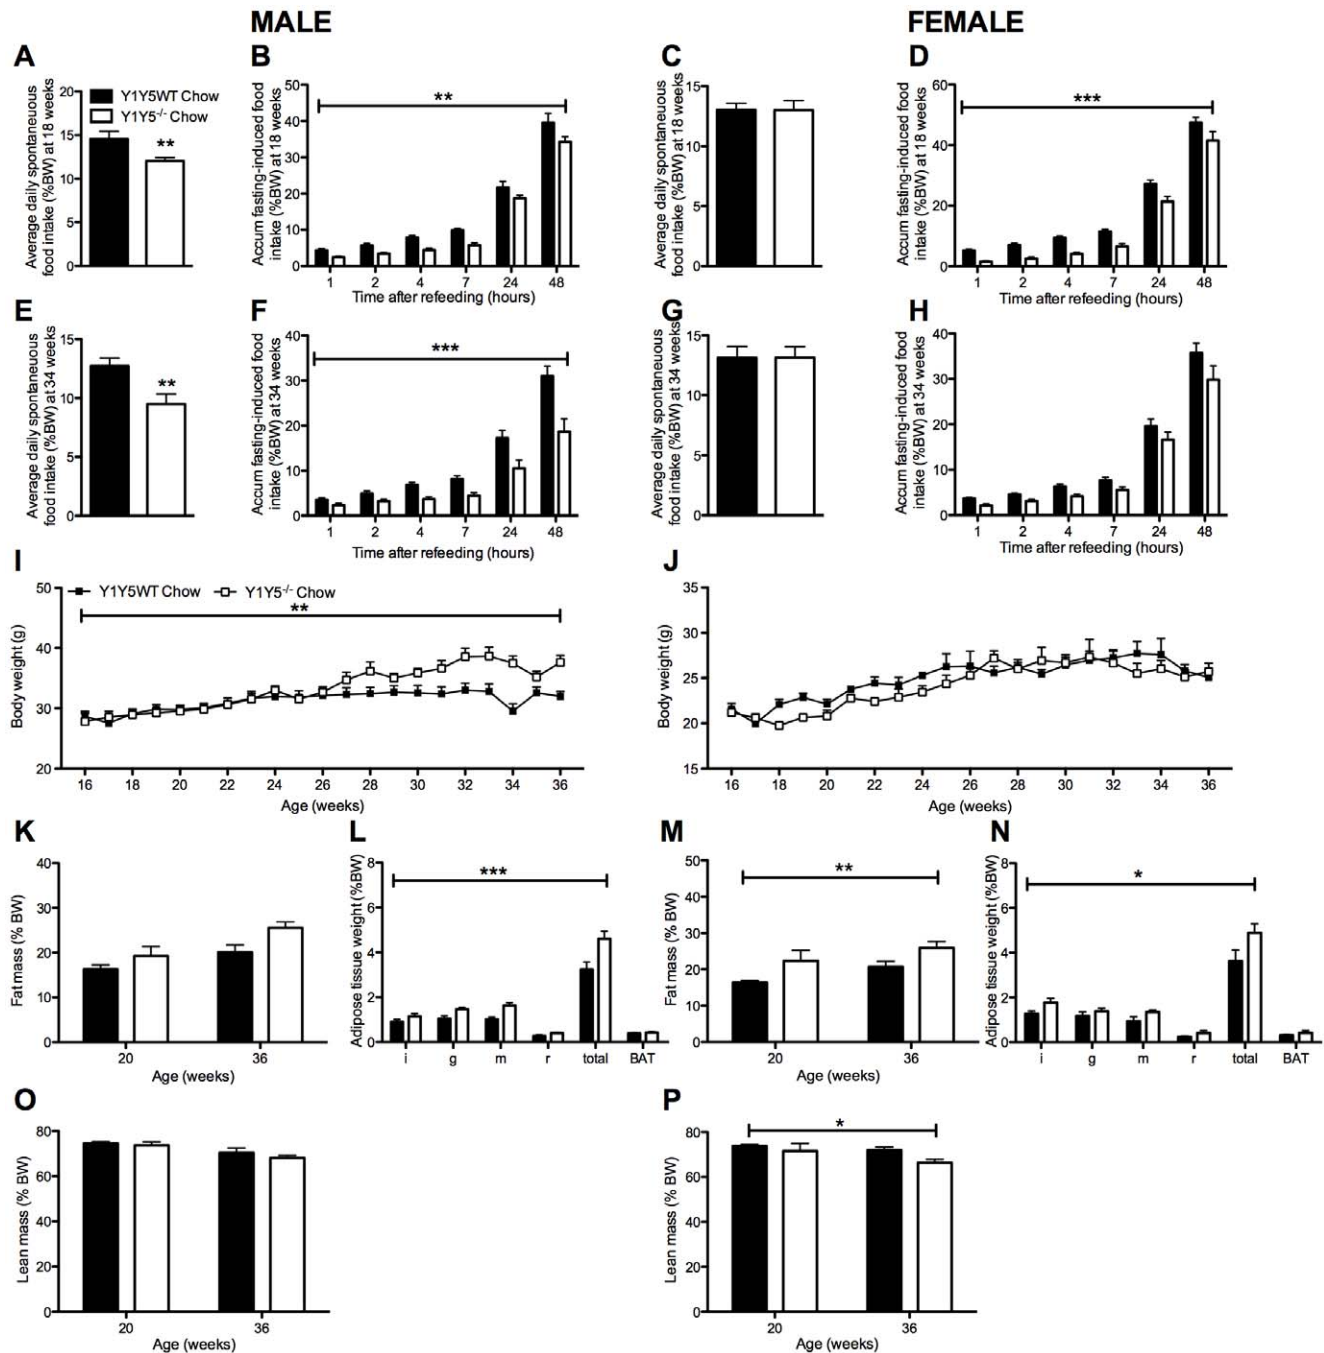 MALE
FEMALE
A
Average daily spontaneous
food intake (%BW) at 18 weeks
20
15
10
5
0
Y1Y5WT Chow
Y1Y5-/- Chow
**
B
Accum fasting-induced food
intake (%BW) at 18 weeks
50
40
30
20
10
0
**
1 2 4 7 24 48
Time after refeeding (hours)
C
Average daily spontaneous
food intake (%BW) at 18 weeks
15
10
5
0
D
Accum fasting-induced food
intake (%BW) at 18 weeks
60
40
20
0
***
1 2 4 7 24 48
Time after refeeding (hours)
E
Average daily spontaneous
food intake (%BW) at 34 weeks
15
10
5
0
**
F
Accum fasting-induced food
intake (%BW) at 34 weeks
40
30
20
10
0
***
1 2 4 7 24 48
Time after refeeding (hours)
G
Average daily spontaneous
food intake (%BW) at 34 weeks
15
10
5
0
H
Accum fasting-induced food
intake (%BW) at 34 weeks
40
30
20
10
0
1 2 4 7 24 48
Time after refeeding (hours)
I
Body weight (g)
50
40
30
20
Y1Y5WT Chow Y1Y5-/- Chow
**
16 18 20 22 24 26 28 30 32 34 36
Age (weeks)
J
Body weight (g)
35
30
25
20
15
16 18 20 22 24 26 28 30 32 34 36
Age (weeks)
K
Fat mass (% BW)
40
30
20
10
0
20 36
Age (weeks)
L
Adipose tissue weight (%BW)
8
6
4
2
0
***
i g m r total BAT
M
Fat mass (% BW)
50
40
30
20
10
0
**
20 36
Age (weeks)
N
Adipose tissue weight (%BW)
8
6
4
2
0
*
i g m r total BAT
O
Lean mass (% BW)
80
60
40
20
0
20 36
Age (weeks)
P
Lean mass (% BW)
80
60
40
20
0
*
20 36
Age (weeks)